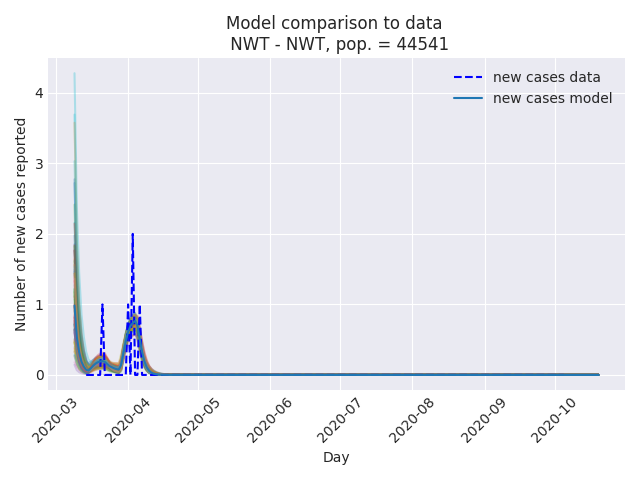 Model comparison to data
NWT - NWT, pop. = 44541
new cases data
new cases model
Number of new cases reported
4
3
2
1
0
2020-03
2020-04
2020-05
2020-06
2020-07
2020-08
2020-09
2020-10
Day